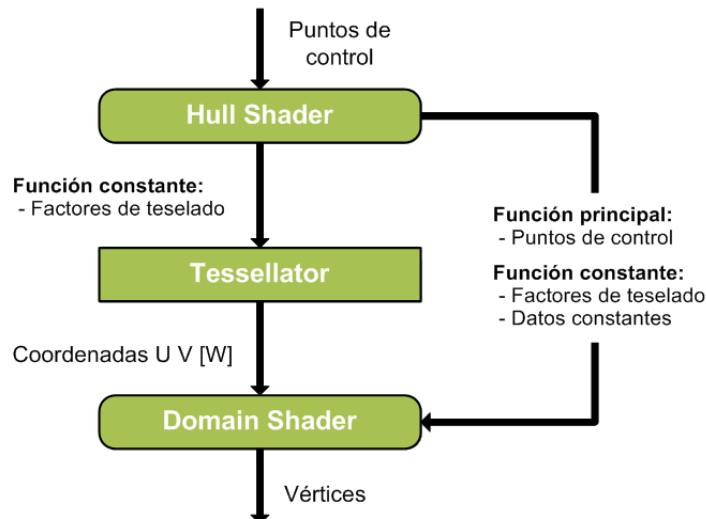 Puntos de
control
Hull Shader
Función constante:
- Factores de teselado
Función principal:
- Puntos de control
Función constante:
- Factores de teselado
- Datos constantes
Tessellator
Coordenadas U V [W]
Domain Shader
Vértices